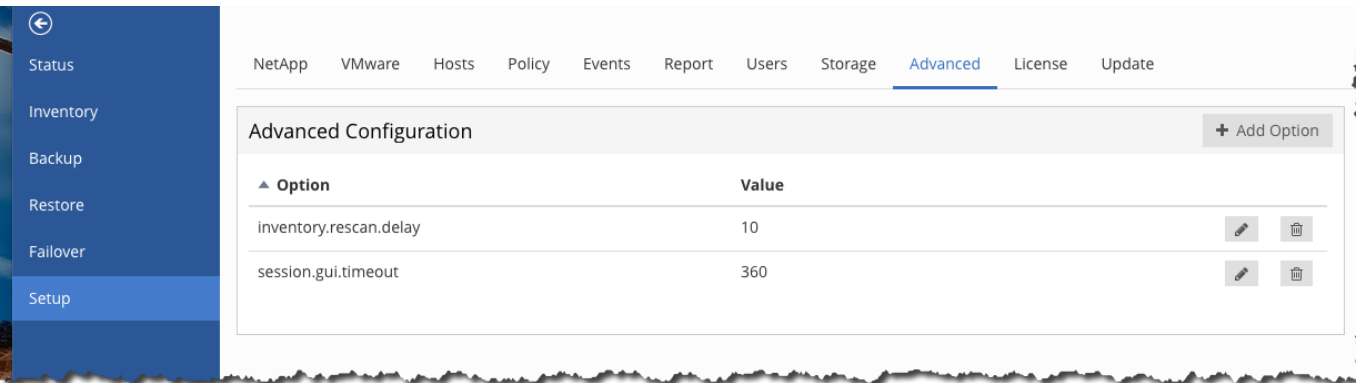 Status
Inventory
Backup
Restore
Failover
Setup
NetApp VMware Hosts Policy Events Report Users Storage Advanced License Update
Advanced Configuration
+ Add Option
Option Value
inventory.rescan.delay 10
session.gui.timeout 360